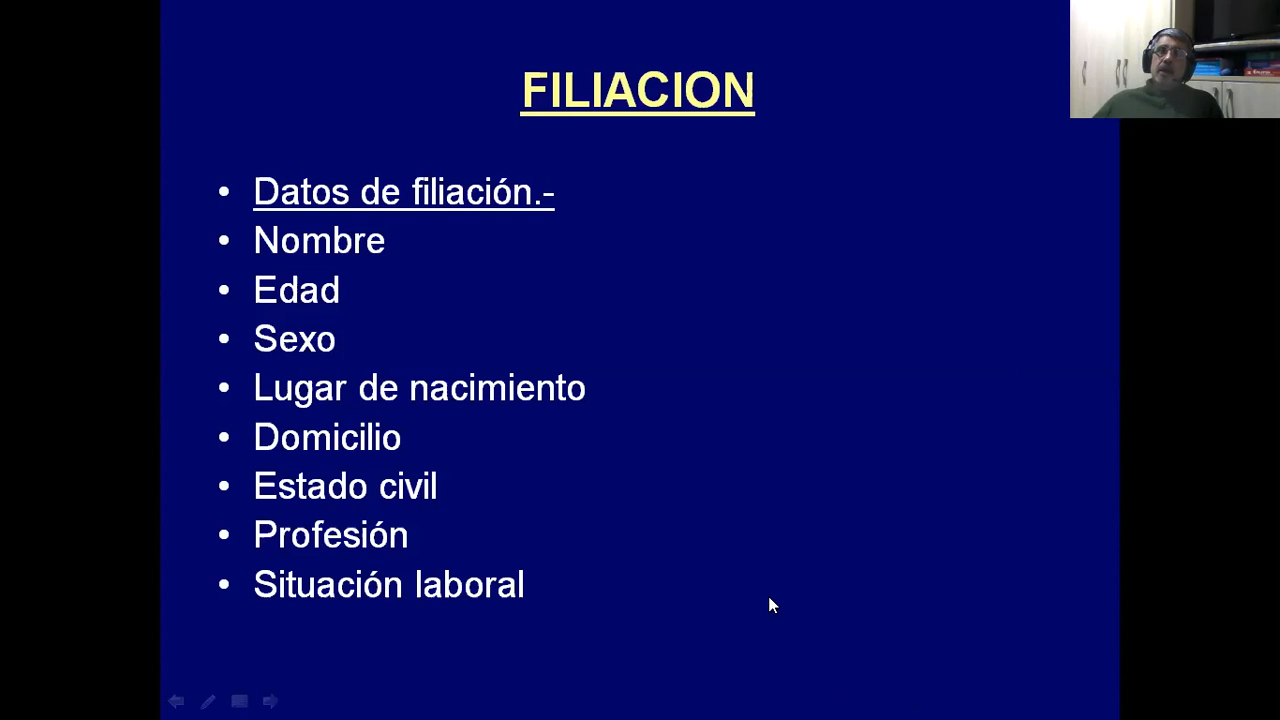 FILIACION
• Datos de filiación.-
• Nombre
• Edad
• Sexo
• Lugar de nacimiento
• Domicilio
• Estado civil
• Profesión
• Situación laboral